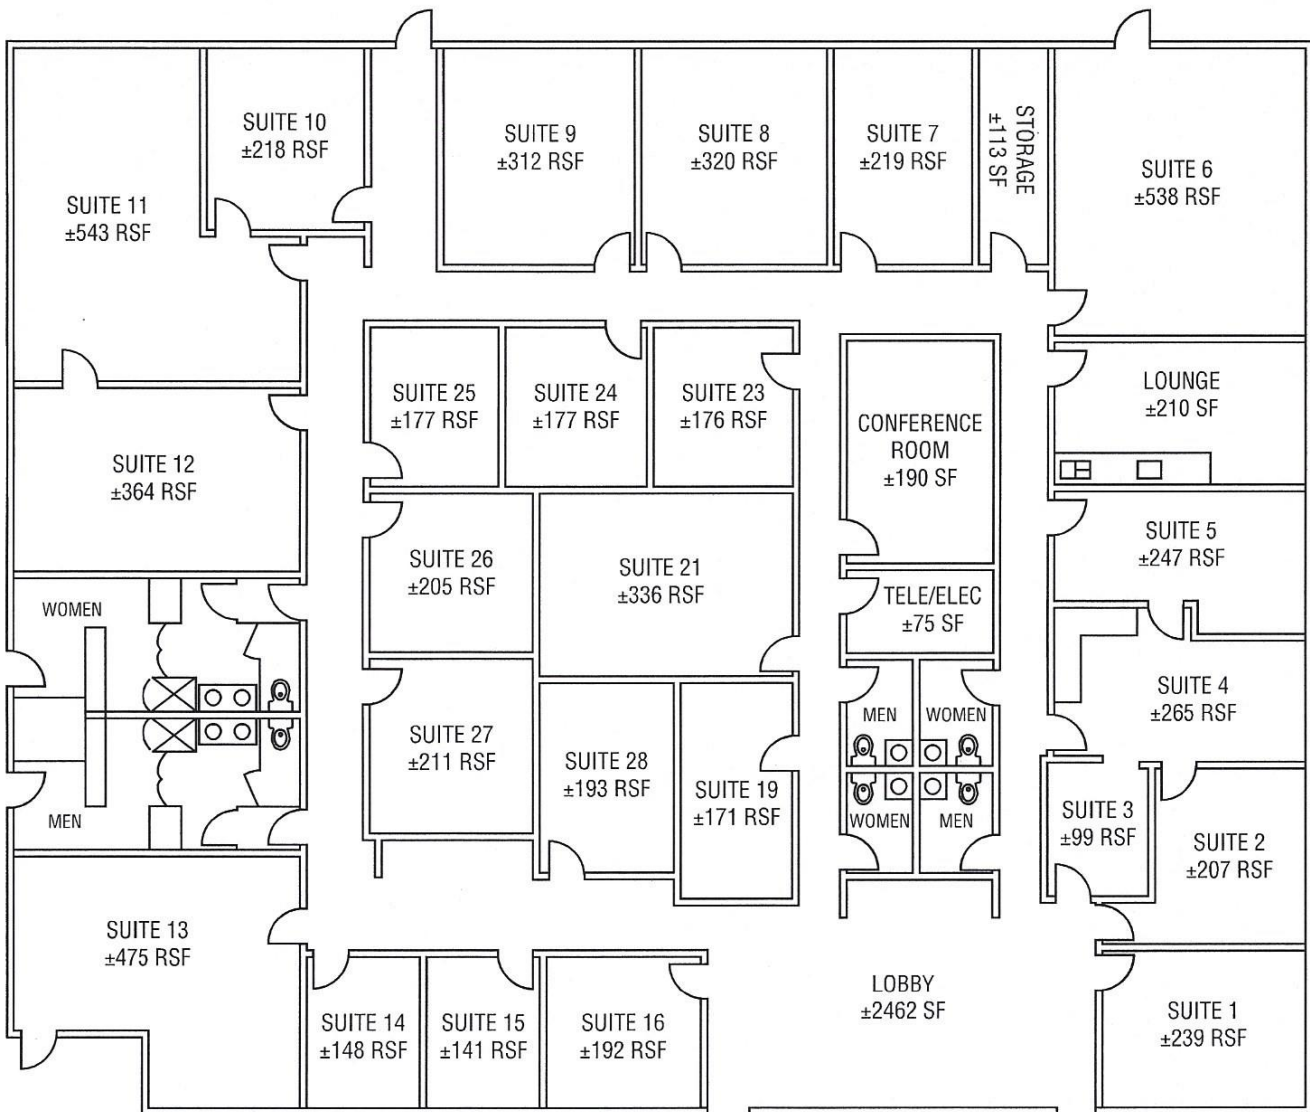 SUITE 10
±218 RSF
SUITE 9
±312 RSF
SUITE 8
±320 RSF
SUITE 7
±219 RSF
STORAGE
±113 SF
SUITE 6
±538 RSF
SUITE 11
±543 RSF
SUITE 25
±177 RSF
SUITE 24
±177 RSF
SUITE 23
±176 RSF
CONFERENCE
ROOM
±190 SF
LOUNGE
±210 SF
SUITE 12
±364 RSF
SUITE 26
±205 RSF
SUITE 21
±336 RSF
TELE/ELEC
±75 SF
SUITE 5
±247 RSF
WOMEN
SUITE 27
±211 RSF
SUITE 28
±193 RSF
SUITE 19
±171 RSF
MEN
WOMEN
WOMEN
MEN
SUITE 4
±265 RSF
MEN
SUITE 3
±99 RSF
SUITE 2
±207 RSF
SUITE 13
±475 RSF
SUITE 14
±148 RSF
SUITE 15
±141 RSF
SUITE 16
±192 RSF
LOBBY
±2462 SF
SUITE 1
±239 RSF